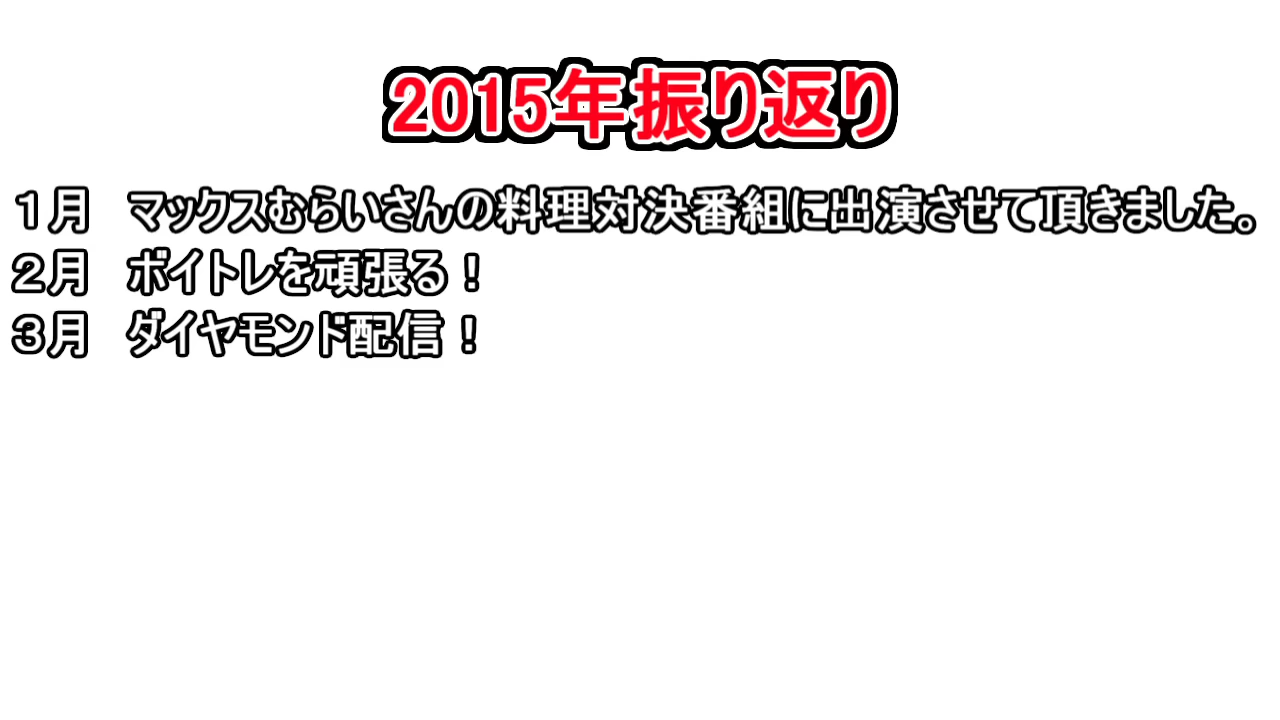 2015年振り返り
１月　マックスむらいさんの料理対決番組に出演させて頂きました。
２月　ボイトレを頑張る！
３月　ダイヤモンド配信！